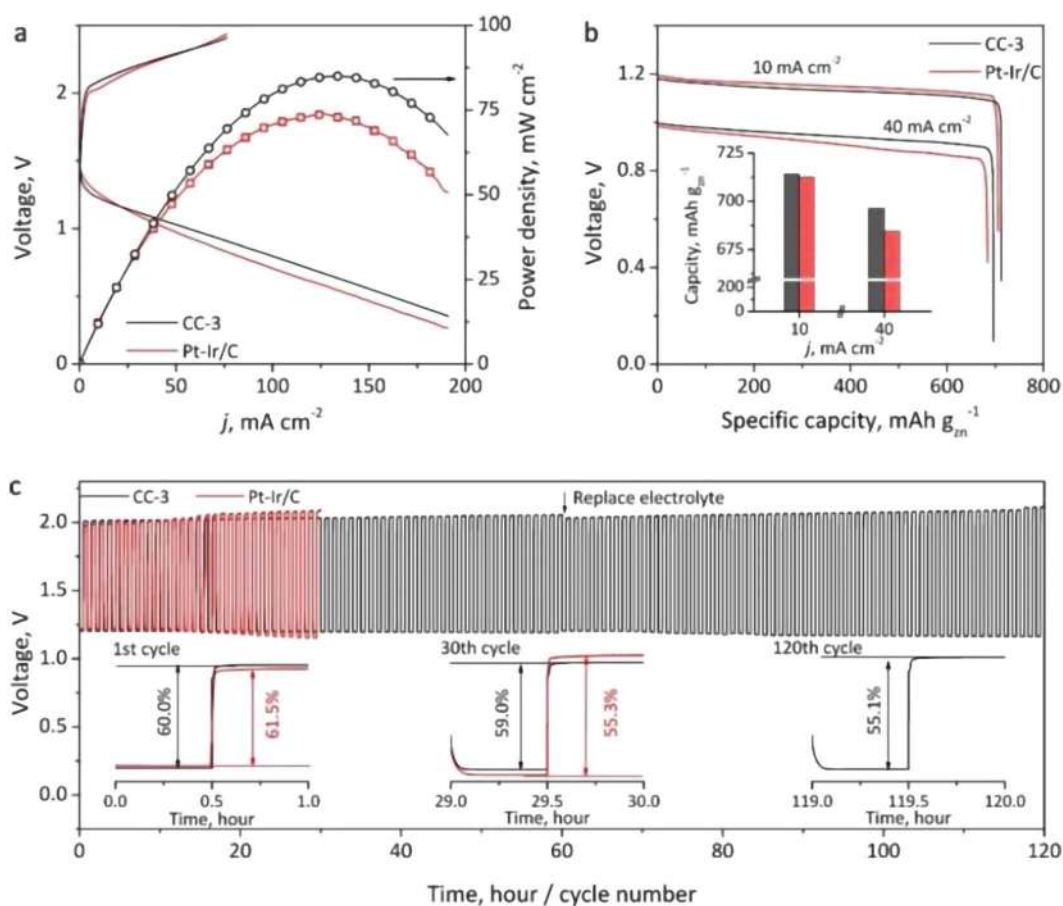 a
Voltage, V
2
1
0
0
50
100
150
200
j, mA cm-2
100
75
50
25
0
Power density, mW cm-2
CC-3
Pt-Ir/C
b
CC-3
Pt-Ir/C
10 mA cm-2
40 mA cm-2
Voltage, V
1.2
0.8
0.4
0.0
0
200
400
600
800
Specific capcity, mAh gzn-1
Capcity, mAh gzn-1
725
700
675
200
0
10
40
j, mA cm-2
c
CC-3
Pt-Ir/C
Replace electrolyte
Voltage, V
2.0
1.5
1.0
0.5
0.0
1st cycle
60.0%
61.5%
0.0
0.5
1.0
Time, hour
30th cycle
59.0%
55.3%
29.0
29.5
30.0
Time, hour
120th cycle
55.1%
119.0
119.5
120.0
Time, hour
0
20
40
60
80
100
120
Time, hour / cycle number